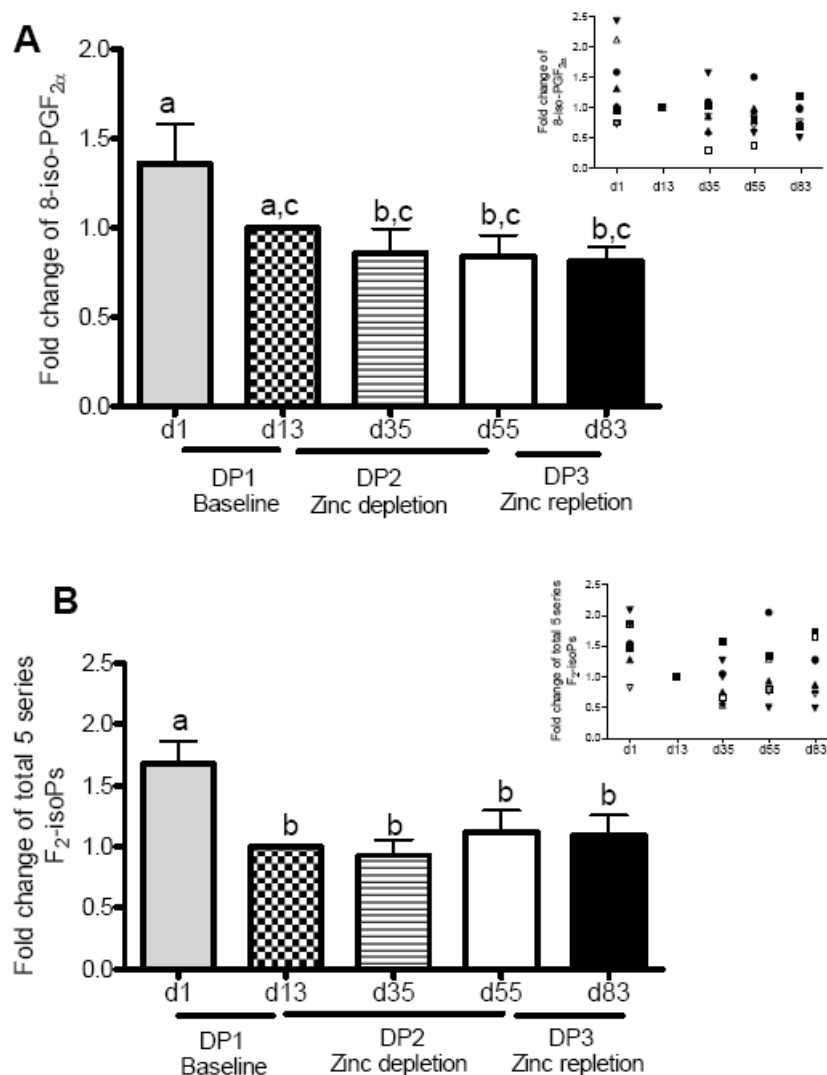 A
Fold change of 8-iso-PGF2α
2.0
1.5
1.0
0.5
0.0
a
a,c
b,c
b,c
b,c
d1 d13 d35 d55 d83
DP1 DP2 DP3
Baseline Zinc depletion Zinc repletion
Fold change of
8-iso-PGF2α
2.5
2.0
1.5
1.0
0.5
0.0
d1 d13 d35 d55 d83
B
Fold change of total 5 series
F2-isoPs
2.5
2.0
1.5
1.0
0.5
0.0
a
b
b
b
b
d1 d13 d35 d55 d83
DP1 DP2 DP3
Baseline Zinc depletion Zinc repletion
Fold change of total 5 series
F2-isoPs
2.5
2.0
1.5
1.0
0.5
0.0
d1 d13 d35 d55 d83